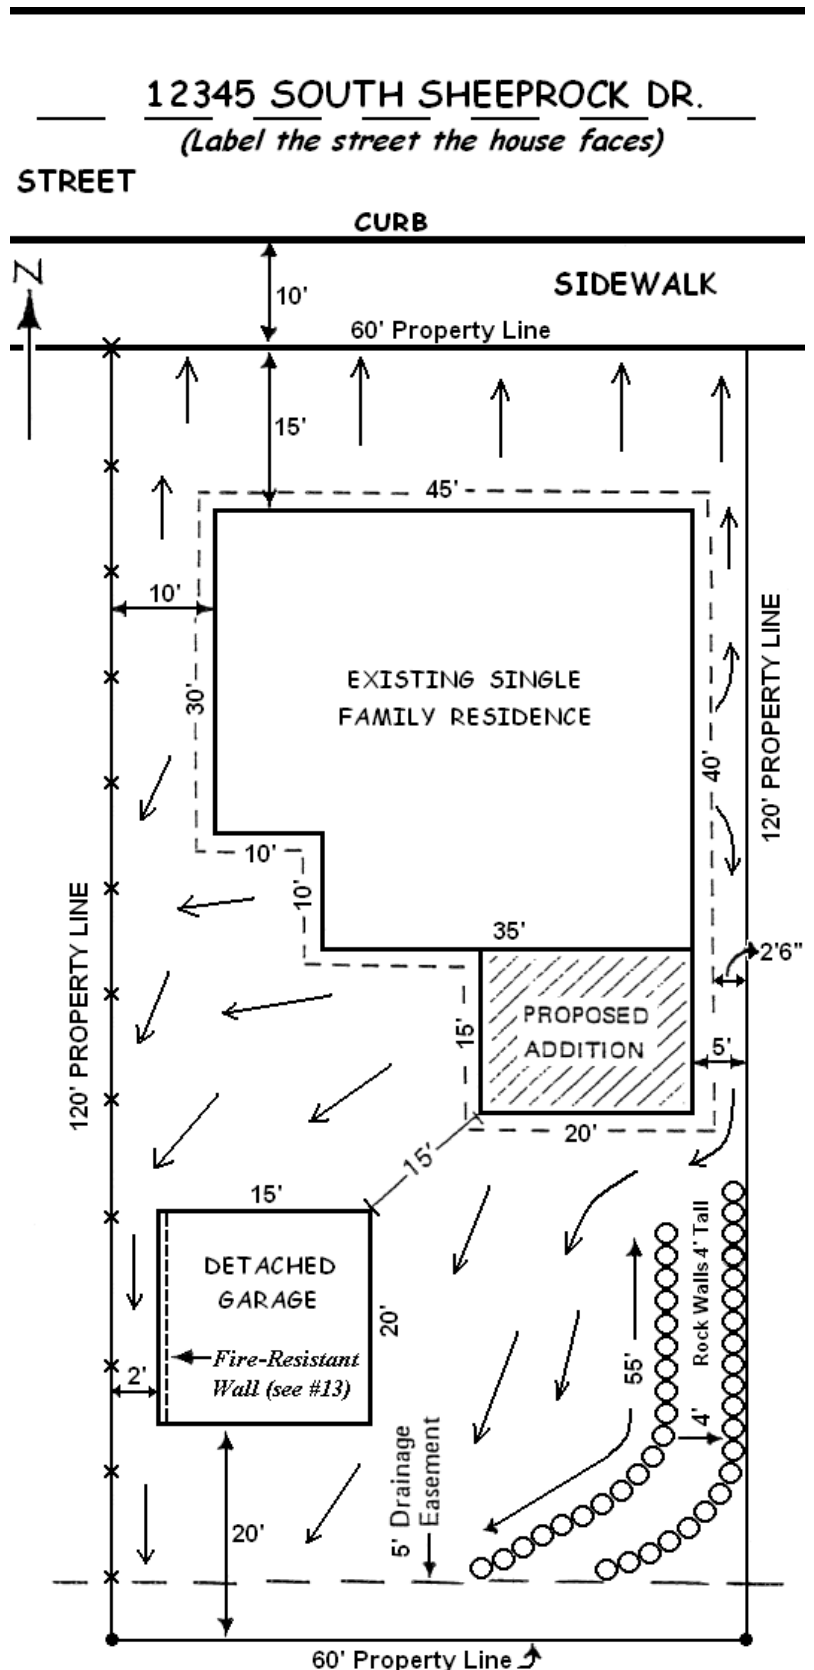 12345 SOUTH SHEEPROCK DR.
(Label the street the house faces)
STREET
CURB
N
10'
SIDEWALK
60' Property Line
15'
45'
10'
30'
EXISTING SINGLE
FAMILY RESIDENCE
40'
120' PROPERTY LINE
10'
10'
35'
2'6"
120' PROPERTY LINE
15'
PROPOSED
ADDITION
5'
20'
15'
15'
DETACHED
GARAGE
20'
Fire-Resistant
Wall (see #13)
2'
Rock Walls 4' Tall
55'
4'
5' Drainage
Easement
20'
60' Property Line